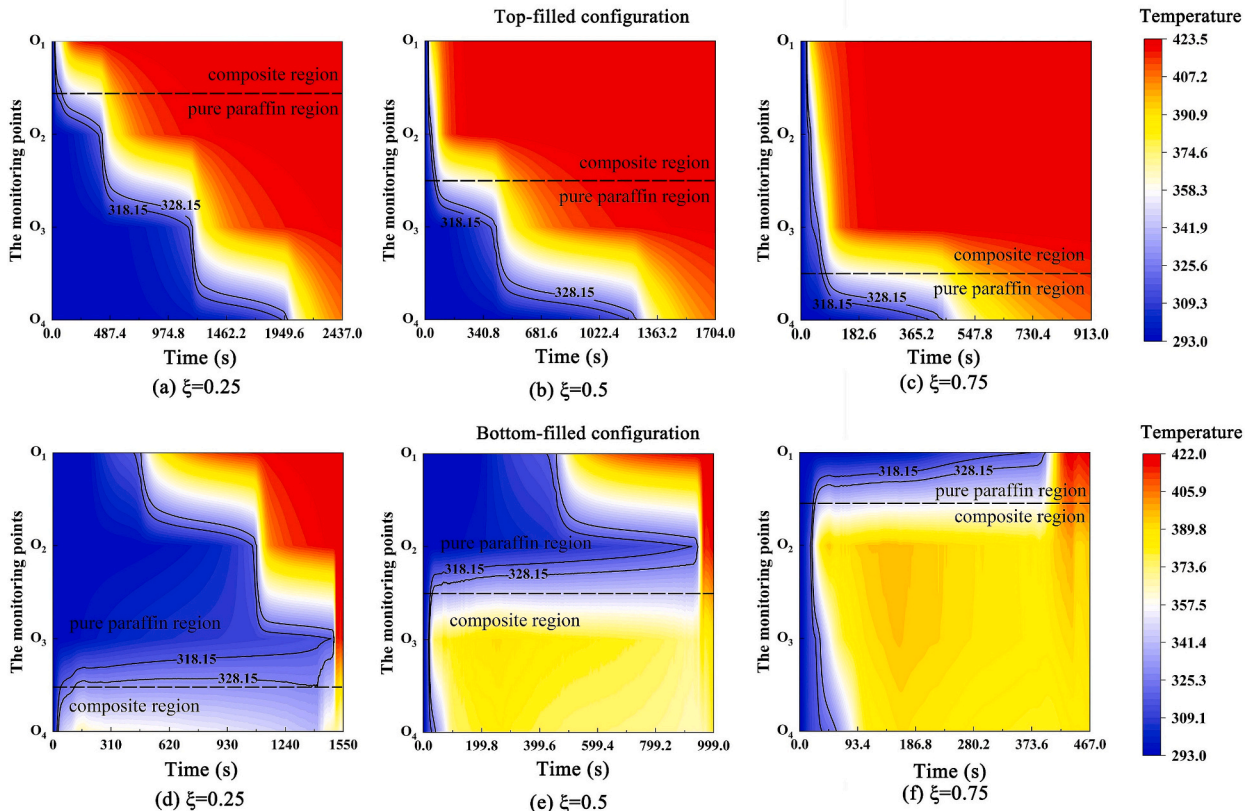 Top-filled configuration
Temperature
The monitoring points
O1
O2
O3
O4
composite region
pure paraffin region
328.15
318.15
0.0 487.4 974.8 1462.2 1949.6 2437.0
Time (s)
(a) ξ=0.25
The monitoring points
O1
O2
O3
O4
composite region
pure paraffin region
318.15
328.15
0.0 340.8 681.6 1022.4 1363.2 1704.0
Time (s)
(b) ξ=0.5
The monitoring points
O1
O2
O3
O4
composite region
pure paraffin region
318.15
328.15
0.0 182.6 365.2 547.8 730.4 913.0
Time (s)
(c) ξ=0.75
423.5
407.2
390.9
374.6
358.3
341.9
325.6
309.3
293.0
Bottom-filled configuration
Temperature
The monitoring points
O1
O2
O3
O4
pure paraffin region
318.15
328.15
composite region
0 310 620 930 1240 1550
Time (s)
(d) ξ=0.25
The monitoring points
O1
O2
O3
O4
pure paraffin region
318.15
328.15
composite region
0.0 199.8 399.6 599.4 799.2 999.0
Time (s)
(e) ξ=0.5
The monitoring points
O1
O2
O3
O4
318.15
328.15
pure paraffin region
composite region
0.0 93.4 186.8 280.2 373.6 467.0
Time (s)
(f) ξ=0.75
422.0
405.9
389.8
373.6
357.5
341.4
325.3
309.1
293.0